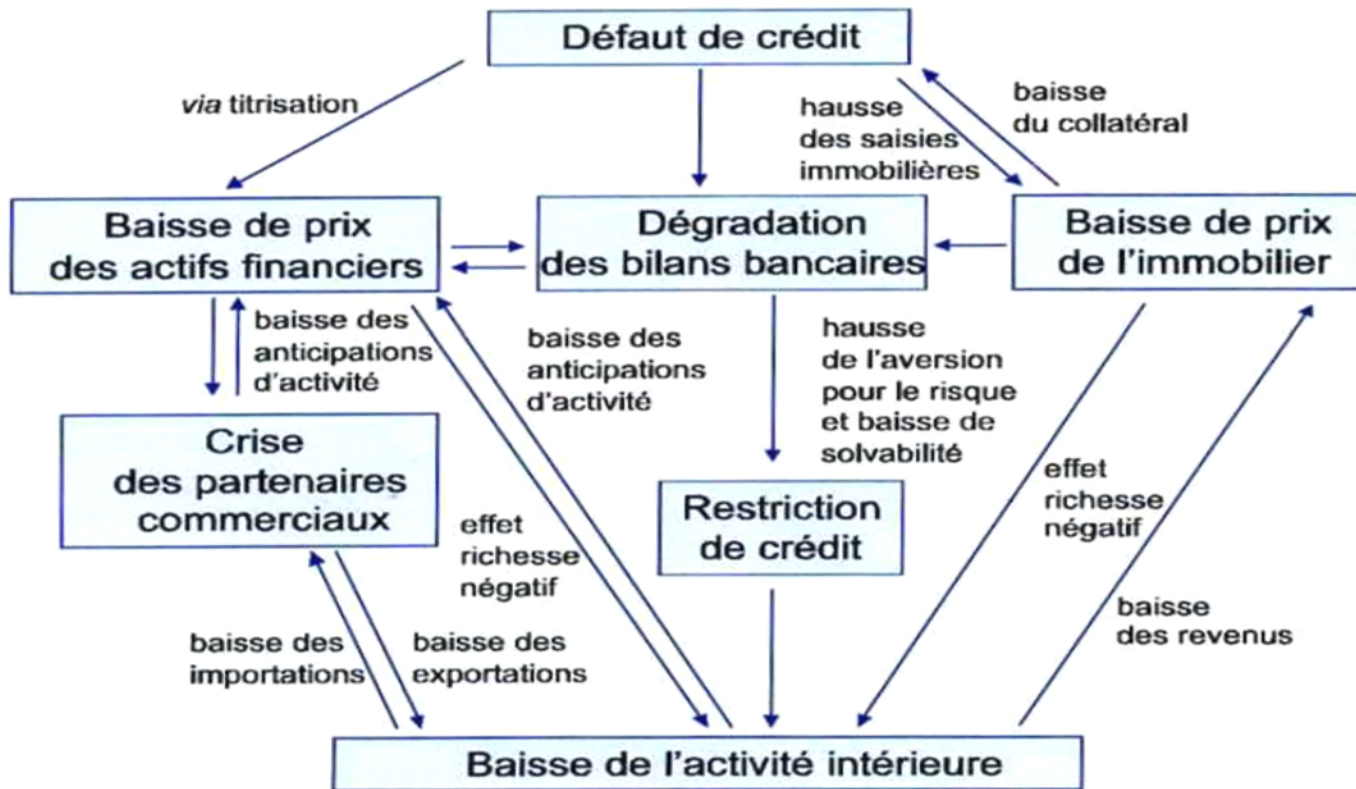 Défaut de crédit
via titrisation
hausse
des saisies
immobilières
baisse
du collatéral
Baisse de prix
des actifs financiers
Dégradation
des bilans bancaires
Baisse de prix
de l'immobilier
baisse des
anticipations
d'activité
baisse des
anticipations
d'activité
hausse
de l'aversion
pour le risque
et baisse de
solvabilité
Crise
des partenaires
commerciaux
effet
richesse
négatif
Restriction
de crédit
effet
richesse
négatif
baisse des
importations
baisse des
exportations
baisse
des revenus
Baisse de l'activité intérieure